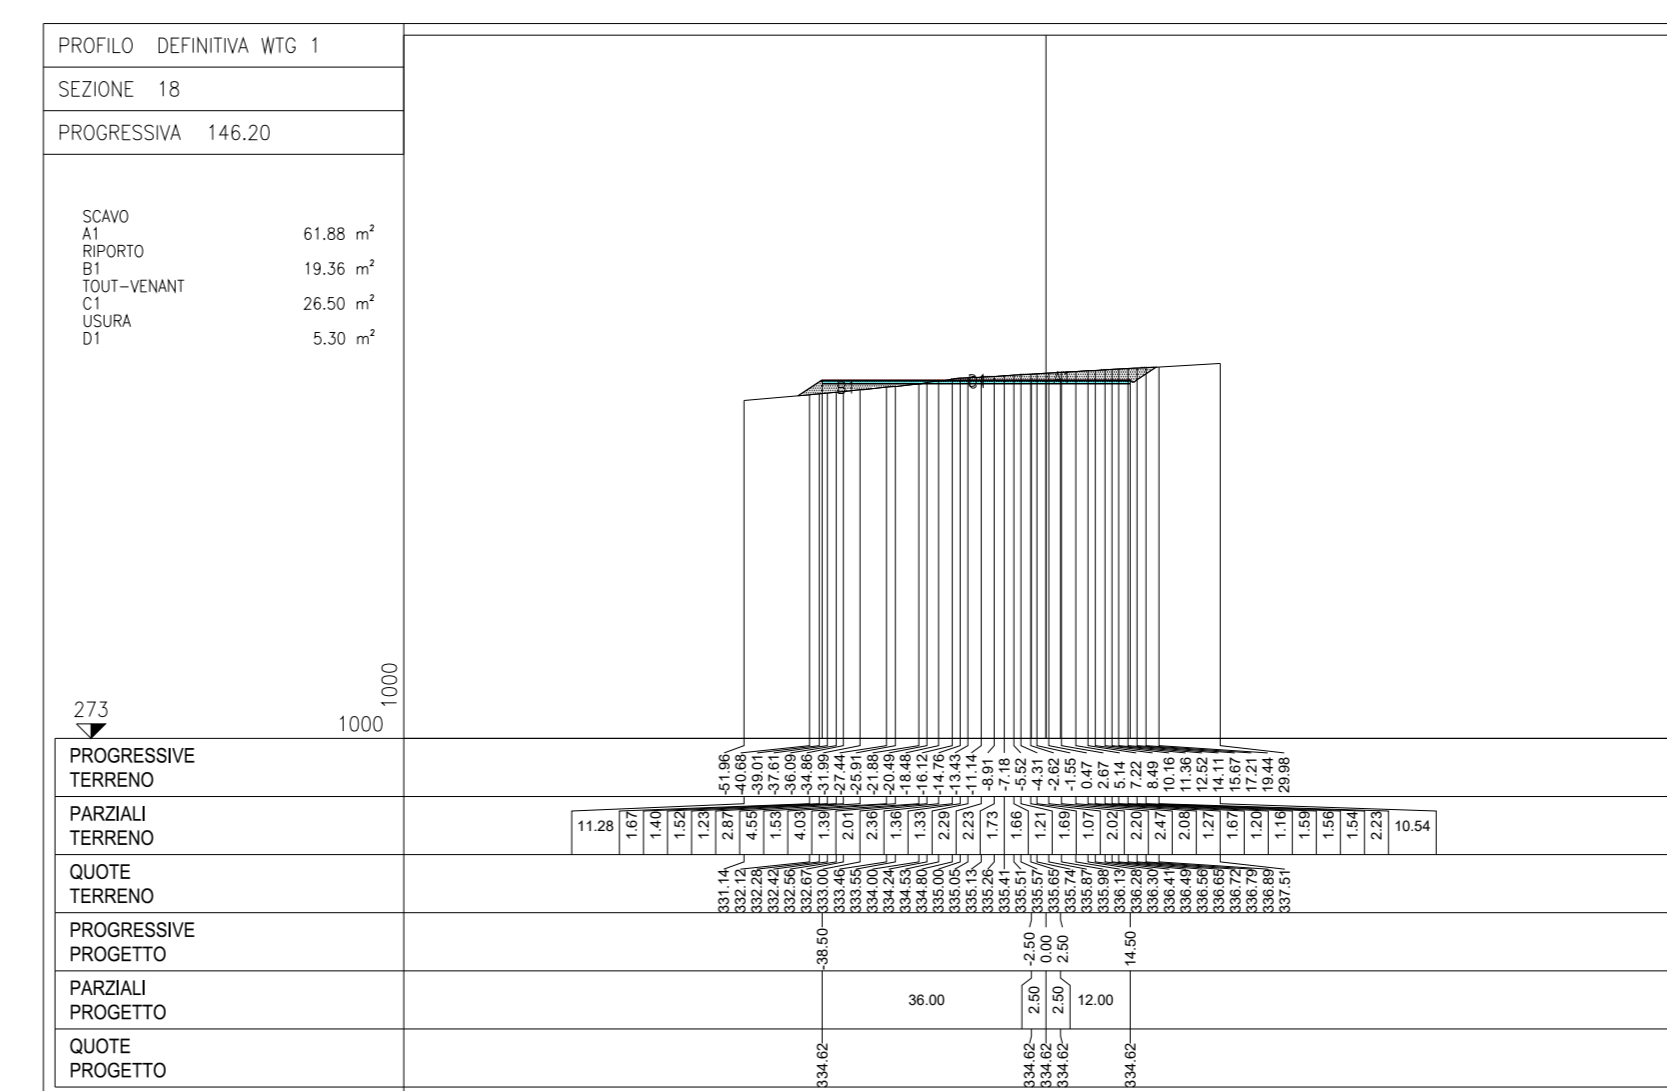 PROFILO DEFINITIVA WTG 1
SEZIONE 18
PROGRESSIVA 146.20
SCAVO
A1 61.88 m²
RIPORTO
B1 19.36 m²
TOUT-VENANT
C1 26.50 m²
USURA
D1 5.30 m²
1000
273
1000
PROGRESSIVE
TERRENO
-51.96 -40.68 -39.01 -37.61 -36.09 -34.86 -31.99 -27.44 -25.91 -21.88 -20.49 -18.48 -16.12 -14.76 -13.43 -11.14 -8.91 -7.18 -5.52 -4.31 -2.62 -1.55 0.47 2.67 5.14 7.22 8.49 10.16 11.36 12.52 14.11 15.67 17.21 19.44 29.98
PARZIALI
TERRENO
11.28 1.67 1.40 1.52 1.23 2.87 4.55 1.53 4.03 1.39 2.01 2.36 1.36 1.33 2.29 2.23 1.73 1.66 1.21 1.69 1.07 2.02 2.20 2.47 2.08 1.27 1.67 1.20 1.16 1.59 1.56 1.54 2.23 10.54
QUOTE
TERRENO
331.14 332.12 332.28 332.42 332.56 332.67 333.00 333.46 333.55 334.00 334.24 334.53 334.80 335.00 335.05 335.13 335.26 335.41 335.51 335.57 335.65 335.74 335.87 335.98 336.13 336.28 336.30 336.41 336.49 336.56 336.65 336.72 336.79 336.89 337.51
PROGRESSIVE
PROGETTO
-38.50 -2.50 0.00 2.50 14.50
PARZIALI
PROGETTO
36.00 2.50 2.50 12.00
QUOTE
PROGETTO
334.62 334.62 334.62 334.62 334.62